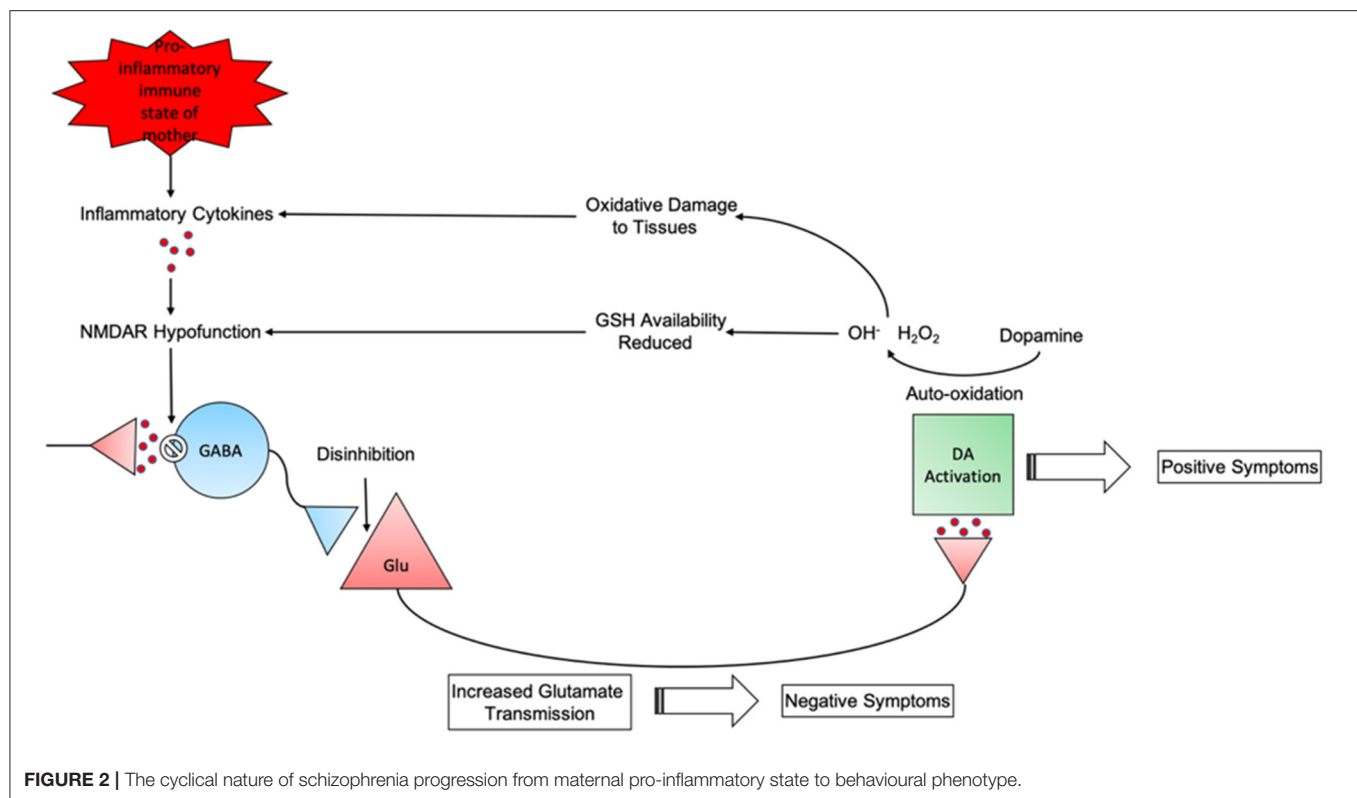 Pro-
inflammatory
immune
state of
mother
Inflammatory Cytokines
Oxidative Damage
to Tissues
NMDAR Hypofunction
GSH Availability
Reduced
OH⁻ H₂O₂
Dopamine
Auto-oxidation
GABA
Disinhibition
DA
Activation
Positive Symptoms
Glu
Increased Glutamate
Transmission
Negative Symptoms
FIGURE 2 | The cyclical nature of schizophrenia progression from maternal pro-inflammatory state to behavioural phenotype.